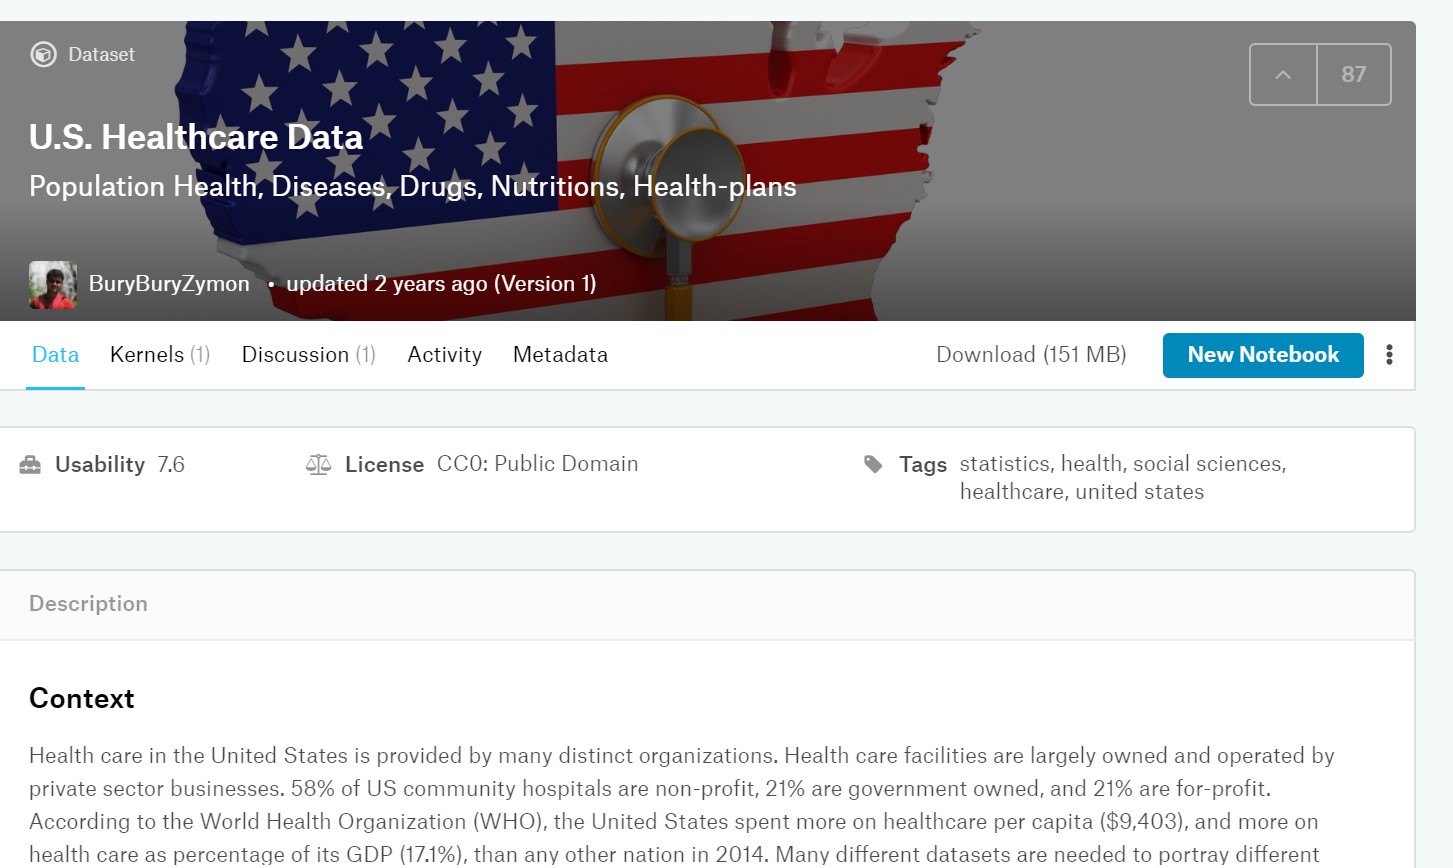 Dataset
87
U.S. Healthcare Data
Population Health, Diseases, Drugs, Nutritions, Health-plans
BuryBuryZymon • updated 2 years ago (Version 1)
Data Kernels (1) Discussion (1) Activity Metadata Download (151 MB) New Notebook
Usability 7.6 License CC0: Public Domain Tags statistics, health, social sciences,
healthcare, united states
Description
Context
Health care in the United States is provided by many distinct organizations. Health care facilities are largely owned and operated by
private sector businesses. 58% of US community hospitals are non-profit, 21% are government owned, and 21% are for-profit.
According to the World Health Organization (WHO), the United States spent more on healthcare per capita ($9,403), and more on
health care as percentage of its GDP (17.1%), than any other nation in 2014. Many different datasets are needed to portray different